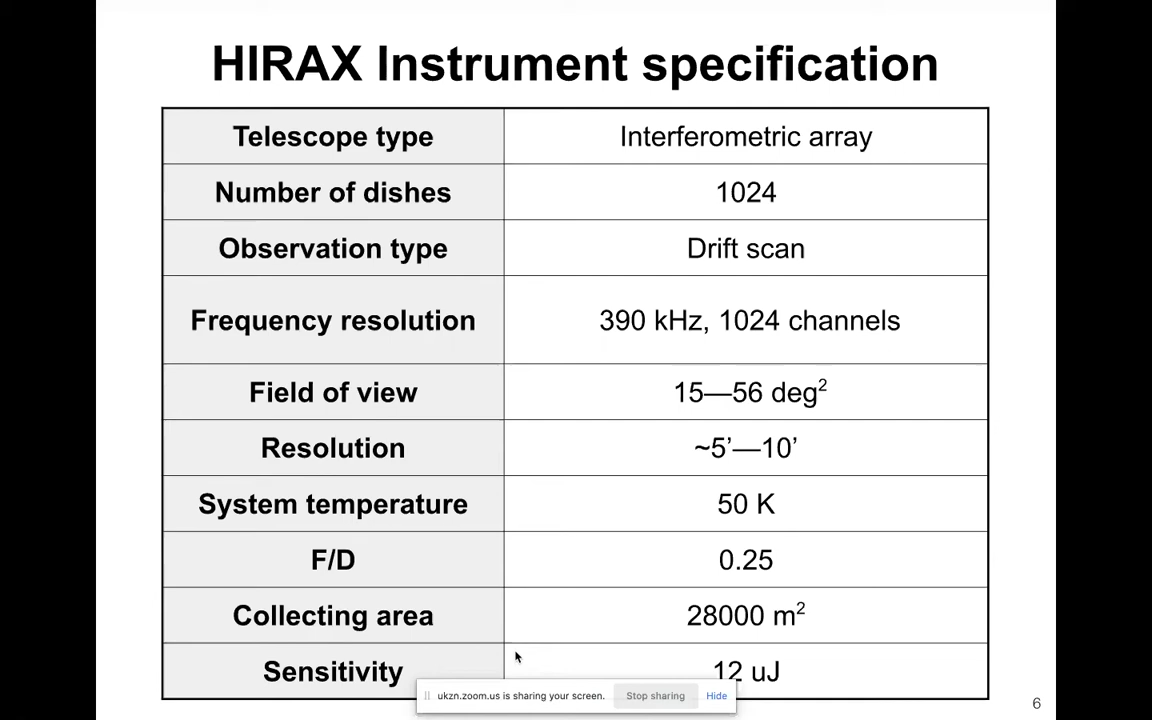 HIRAX Instrument specification
Telescope type Interferometric array
Number of dishes 1024
Observation type Drift scan
Frequency resolution 390 kHz, 1024 channels
Field of view 15—56 deg²
Resolution ~5’—10’
System temperature 50 K
F/D 0.25
Collecting area 28000 m²
Sensitivity 12 uJ
ukzn.zoom.us is sharing your screen. Stop sharing Hide
6